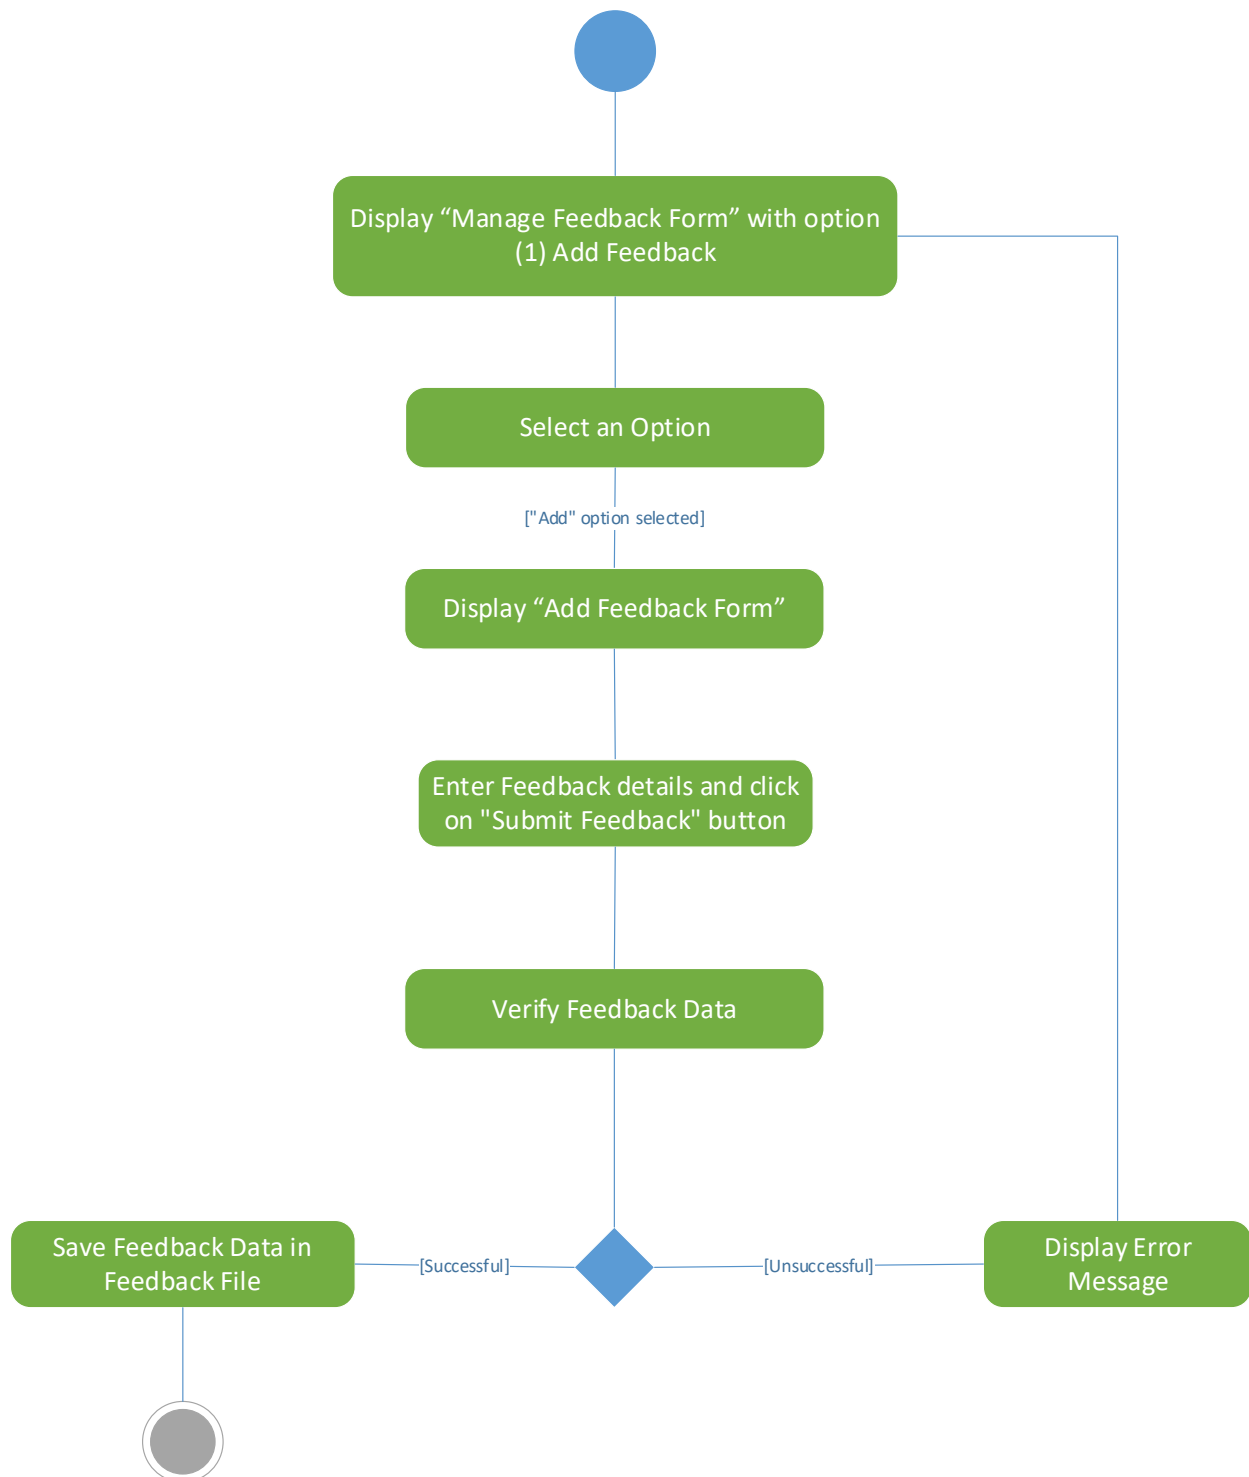 Display “Manage Feedback Form” with option
(1) Add Feedback
Select an Option
["Add" option selected]
Display “Add Feedback Form”
Enter Feedback details and click
on "Submit Feedback" button
Verify Feedback Data
Save Feedback Data in
Feedback File
[Successful]
[Unsuccessful]
Display Error
Message